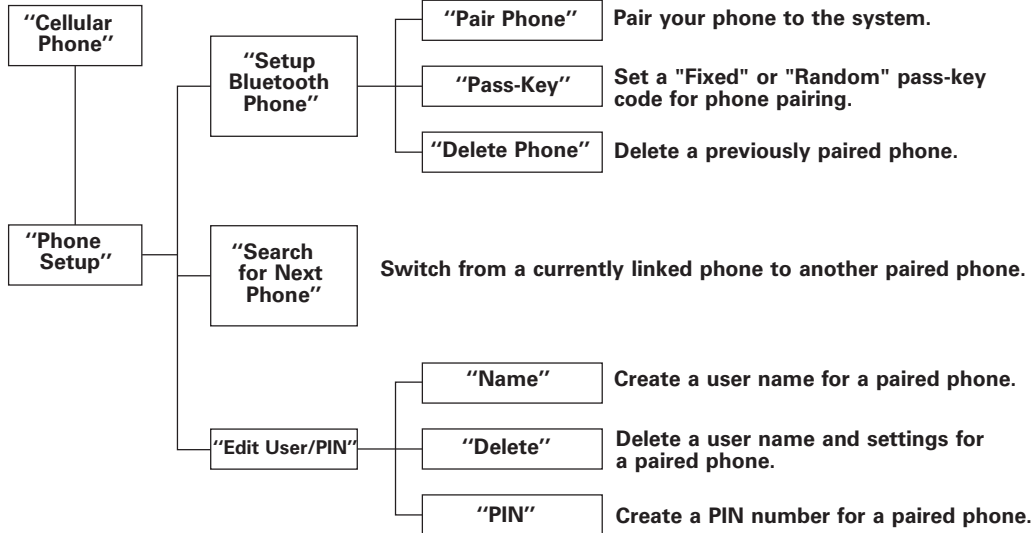 "Cellular
Phone"
"Phone
Setup"
"Setup
Bluetooth
Phone"
"Pair Phone"
Pair your phone to the system.
"Pass-Key"
Set a "Fixed" or "Random" pass-key
code for phone pairing.
"Delete Phone"
Delete a previously paired phone.
"Search
for Next
Phone"
Switch from a currently linked phone to another paired phone.
"Edit User/PIN"
"Name"
Create a user name for a paired phone.
"Delete"
Delete a user name and settings for
a paired phone.
"PIN"
Create a PIN number for a paired phone.